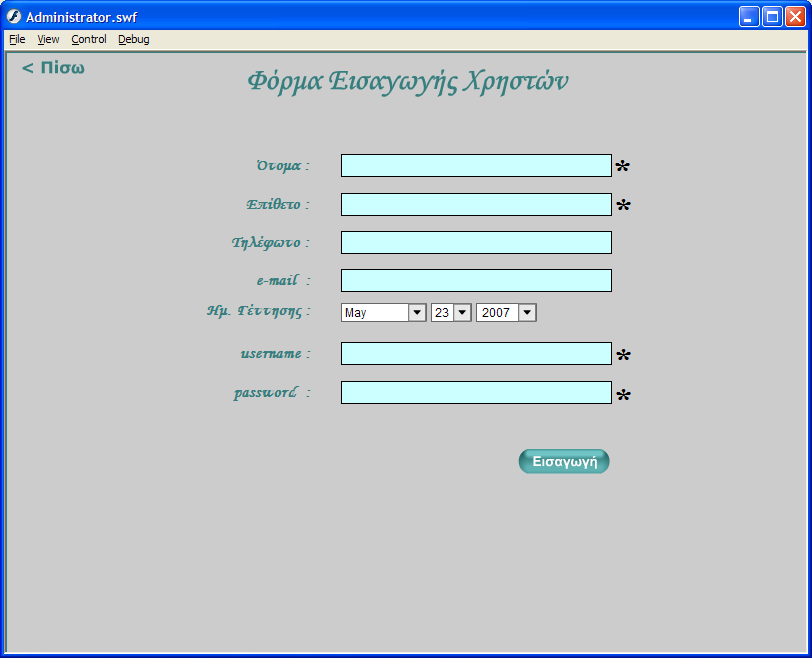 Administrator.swf
File View Control Debug
< Πίσω
Φόρμα Εισαγωγής Χρηστών
Όνομα : *
Επίθετο : *
Τηλέφωνο :
e-mail :
Ημ. Γέννησης : May 23 2007
username : *
password : *
Εισαγωγή